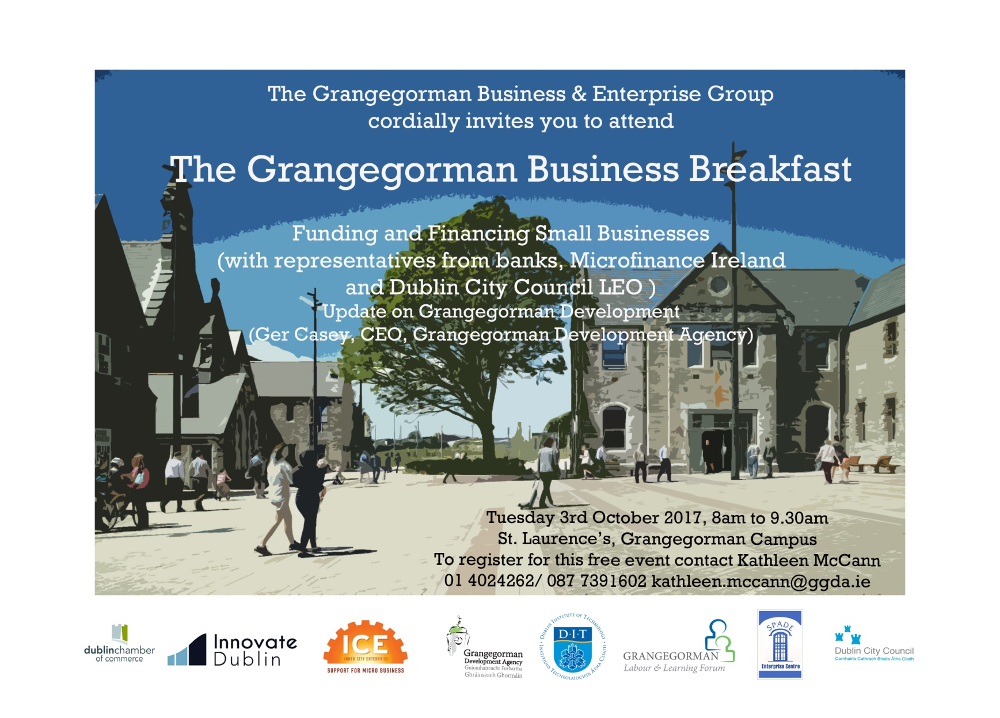 The Grangegorman Business & Enterprise Group
cordially invites you to attend
The Grangegorman Business Breakfast
Funding and Financing Small Businesses
(with representatives from banks, Microfinance Ireland
and Dublin City Council LEO )
Update on Grangegorman Development
(Ger Casey, CEO, Grangegorman Development Agency)
Tuesday 3rd October 2017, 8am to 9.30am
St. Laurence's, Grangegorman Campus
To register for this free event contact Kathleen McCann
01 4024262/ 087 7391602 kathleen.mccann@ggda.ie
dublinchamber
of commerce
Innovate
Dublin
ICE
INNER CITY ENTERPRISE
SUPPORT FOR MICRO BUSINESS
Grangegorman
Development Agency
Gníomhaireacht Forbartha
Ghráinseach Ghormáin
DUBLIN INSTITUTE OF TECHNOLOGY
D·I·T
INSTITIÚID TEICNEOLAÍOCHTA ÁTHA CLIATH
GRANGEGORMAN
Labour & Learning Forum
SPADE
Enterprise Centre
Dublin City Council
Comhairle Cathrach Bhaile Átha Cliath